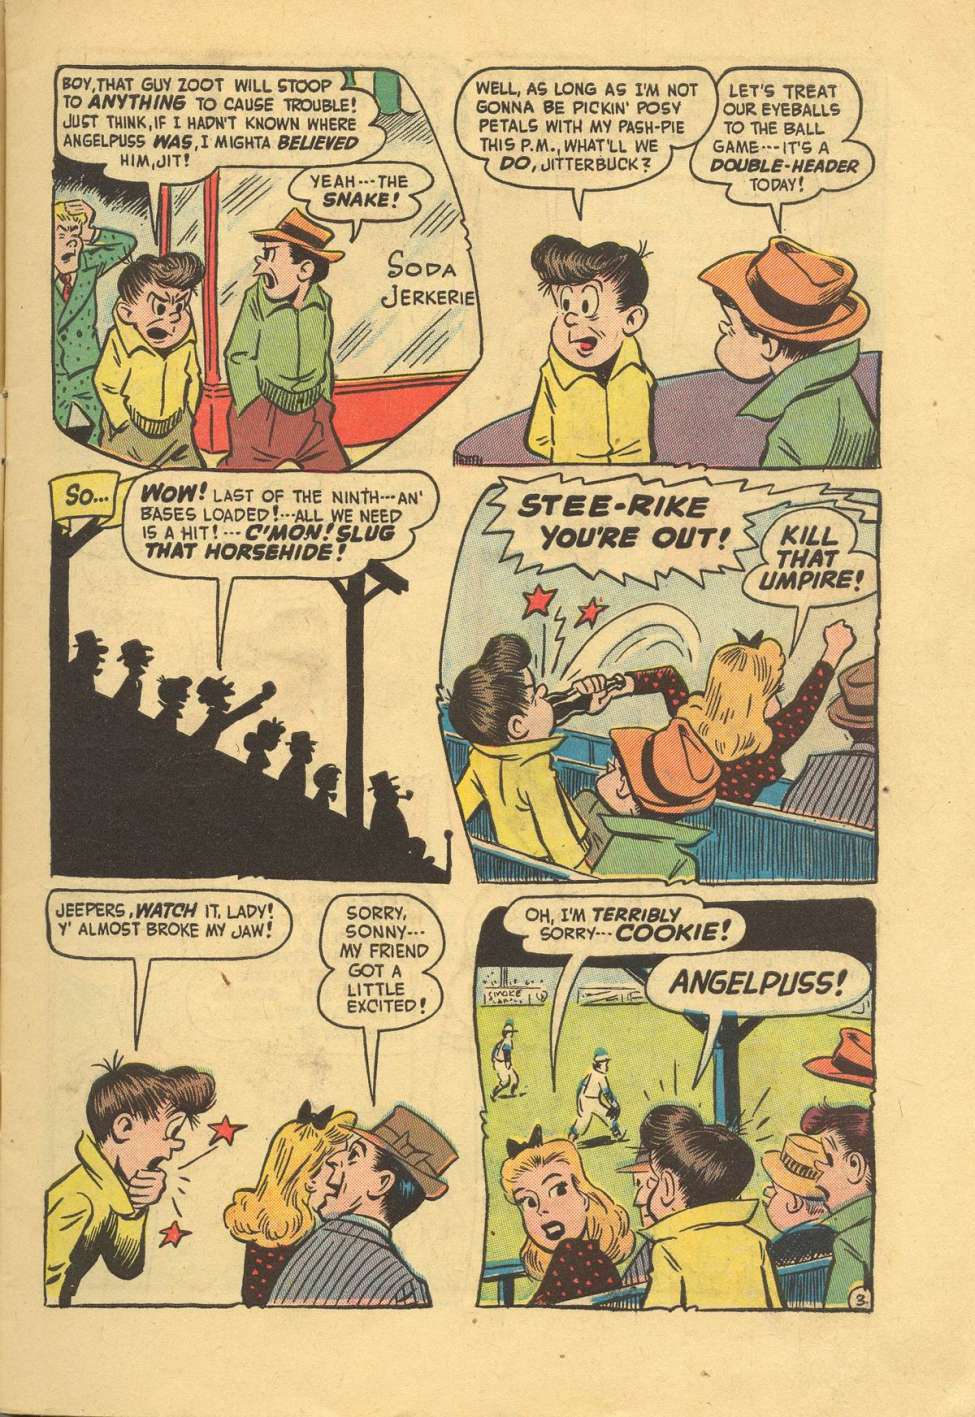 BOY, THAT GUY ZOOT WILL STOOP
TO ANYTHING TO CAUSE TROUBLE!
JUST THINK, IF I HADN'T KNOWN WHERE
ANGELPUSS WAS, I MIGHTA BELIEVED
HIM, JIT!
YEAH---THE
SNAKE!
SODA
JERKERIE
WELL, AS LONG AS I'M NOT
GONNA BE PICKIN' POSY
PETALS WITH MY PASH-PIE
THIS P.M., WHAT'LL WE
DO, JITTERBUCK?
LET'S TREAT
OUR EYEBALLS
TO THE BALL
GAME---IT'S A
DOUBLE-HEADER
TODAY!
SO...
WOW! LAST OF THE NINTH---AN'
BASES LOADED!---ALL WE NEED
IS A HIT!--- C'MON! SLUG
THAT HORSEHIDE!
STEE-RIKE
YOU'RE OUT!
KILL
THAT
UMPIRE!
JEEPERS, WATCH IT, LADY!
Y' ALMOST BROKE MY JAW!
SORRY,
SONNY---
MY FRIEND
GOT A
LITTLE
EXCITED!
OH, I'M TERRIBLY
SORRY--- COOKIE!
ANGELPUSS!
SMOKE
3